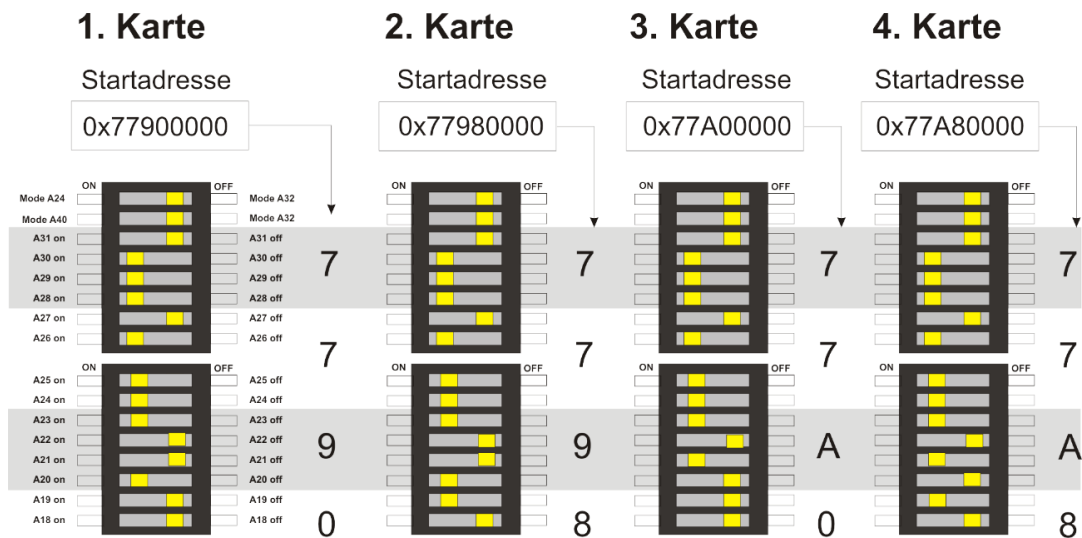 1. Karte 2. Karte 3. Karte 4. Karte
Startadresse Startadresse Startadresse Startadresse
0x77900000 0x77980000 0x77A00000 0x77A80000
ON OFF ON OFF ON OFF ON OFF
Mode A24 Mode A32
Mode A40 Mode A32
A31 on A31 off
A30 on A30 off 7 7 7 7
A29 on A29 off
A28 on A28 off
A27 on A27 off
A26 on A26 off 7 7 7 7
ON OFF ON OFF ON OFF ON OFF
A25 on A25 off
A24 on A24 off
A23 on A23 off
A22 on A22 off 9 9 A A
A21 on A21 off
A20 on A20 off
A19 on A19 off
A18 on A18 off 0 8 0 8